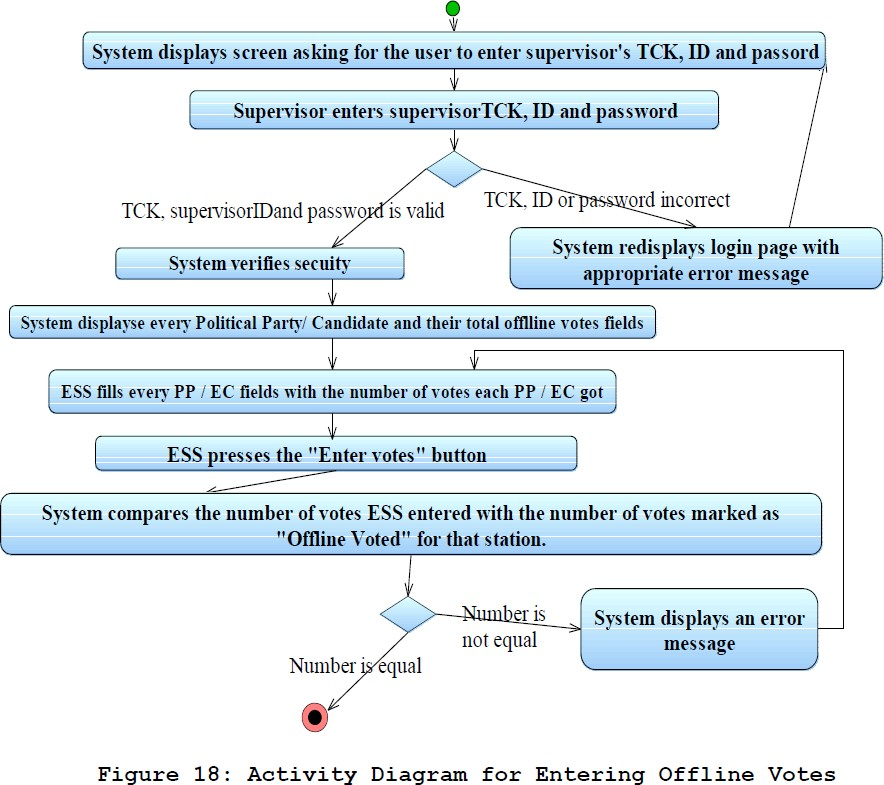 System displays screen asking for the user to enter supervisor's TCK, ID and passord
Supervisor enters supervisorTCK, ID and password
TCK, supervisorIDand password is valid
TCK, ID or password incorrect
System verifies secuity
System redisplays login page with
appropriate error message
System displayse every Political Party/ Candidate and their total offlline votes fields
ESS fills every PP / EC fields with the number of votes each PP / EC got
ESS presses the "Enter votes" button
System compares the number of votes ESS entered with the number of votes marked as
"Offline Voted" for that station.
Number is
not equal
System displays an error
message
Number is equal
Figure 18: Activity Diagram for Entering Offline Votes